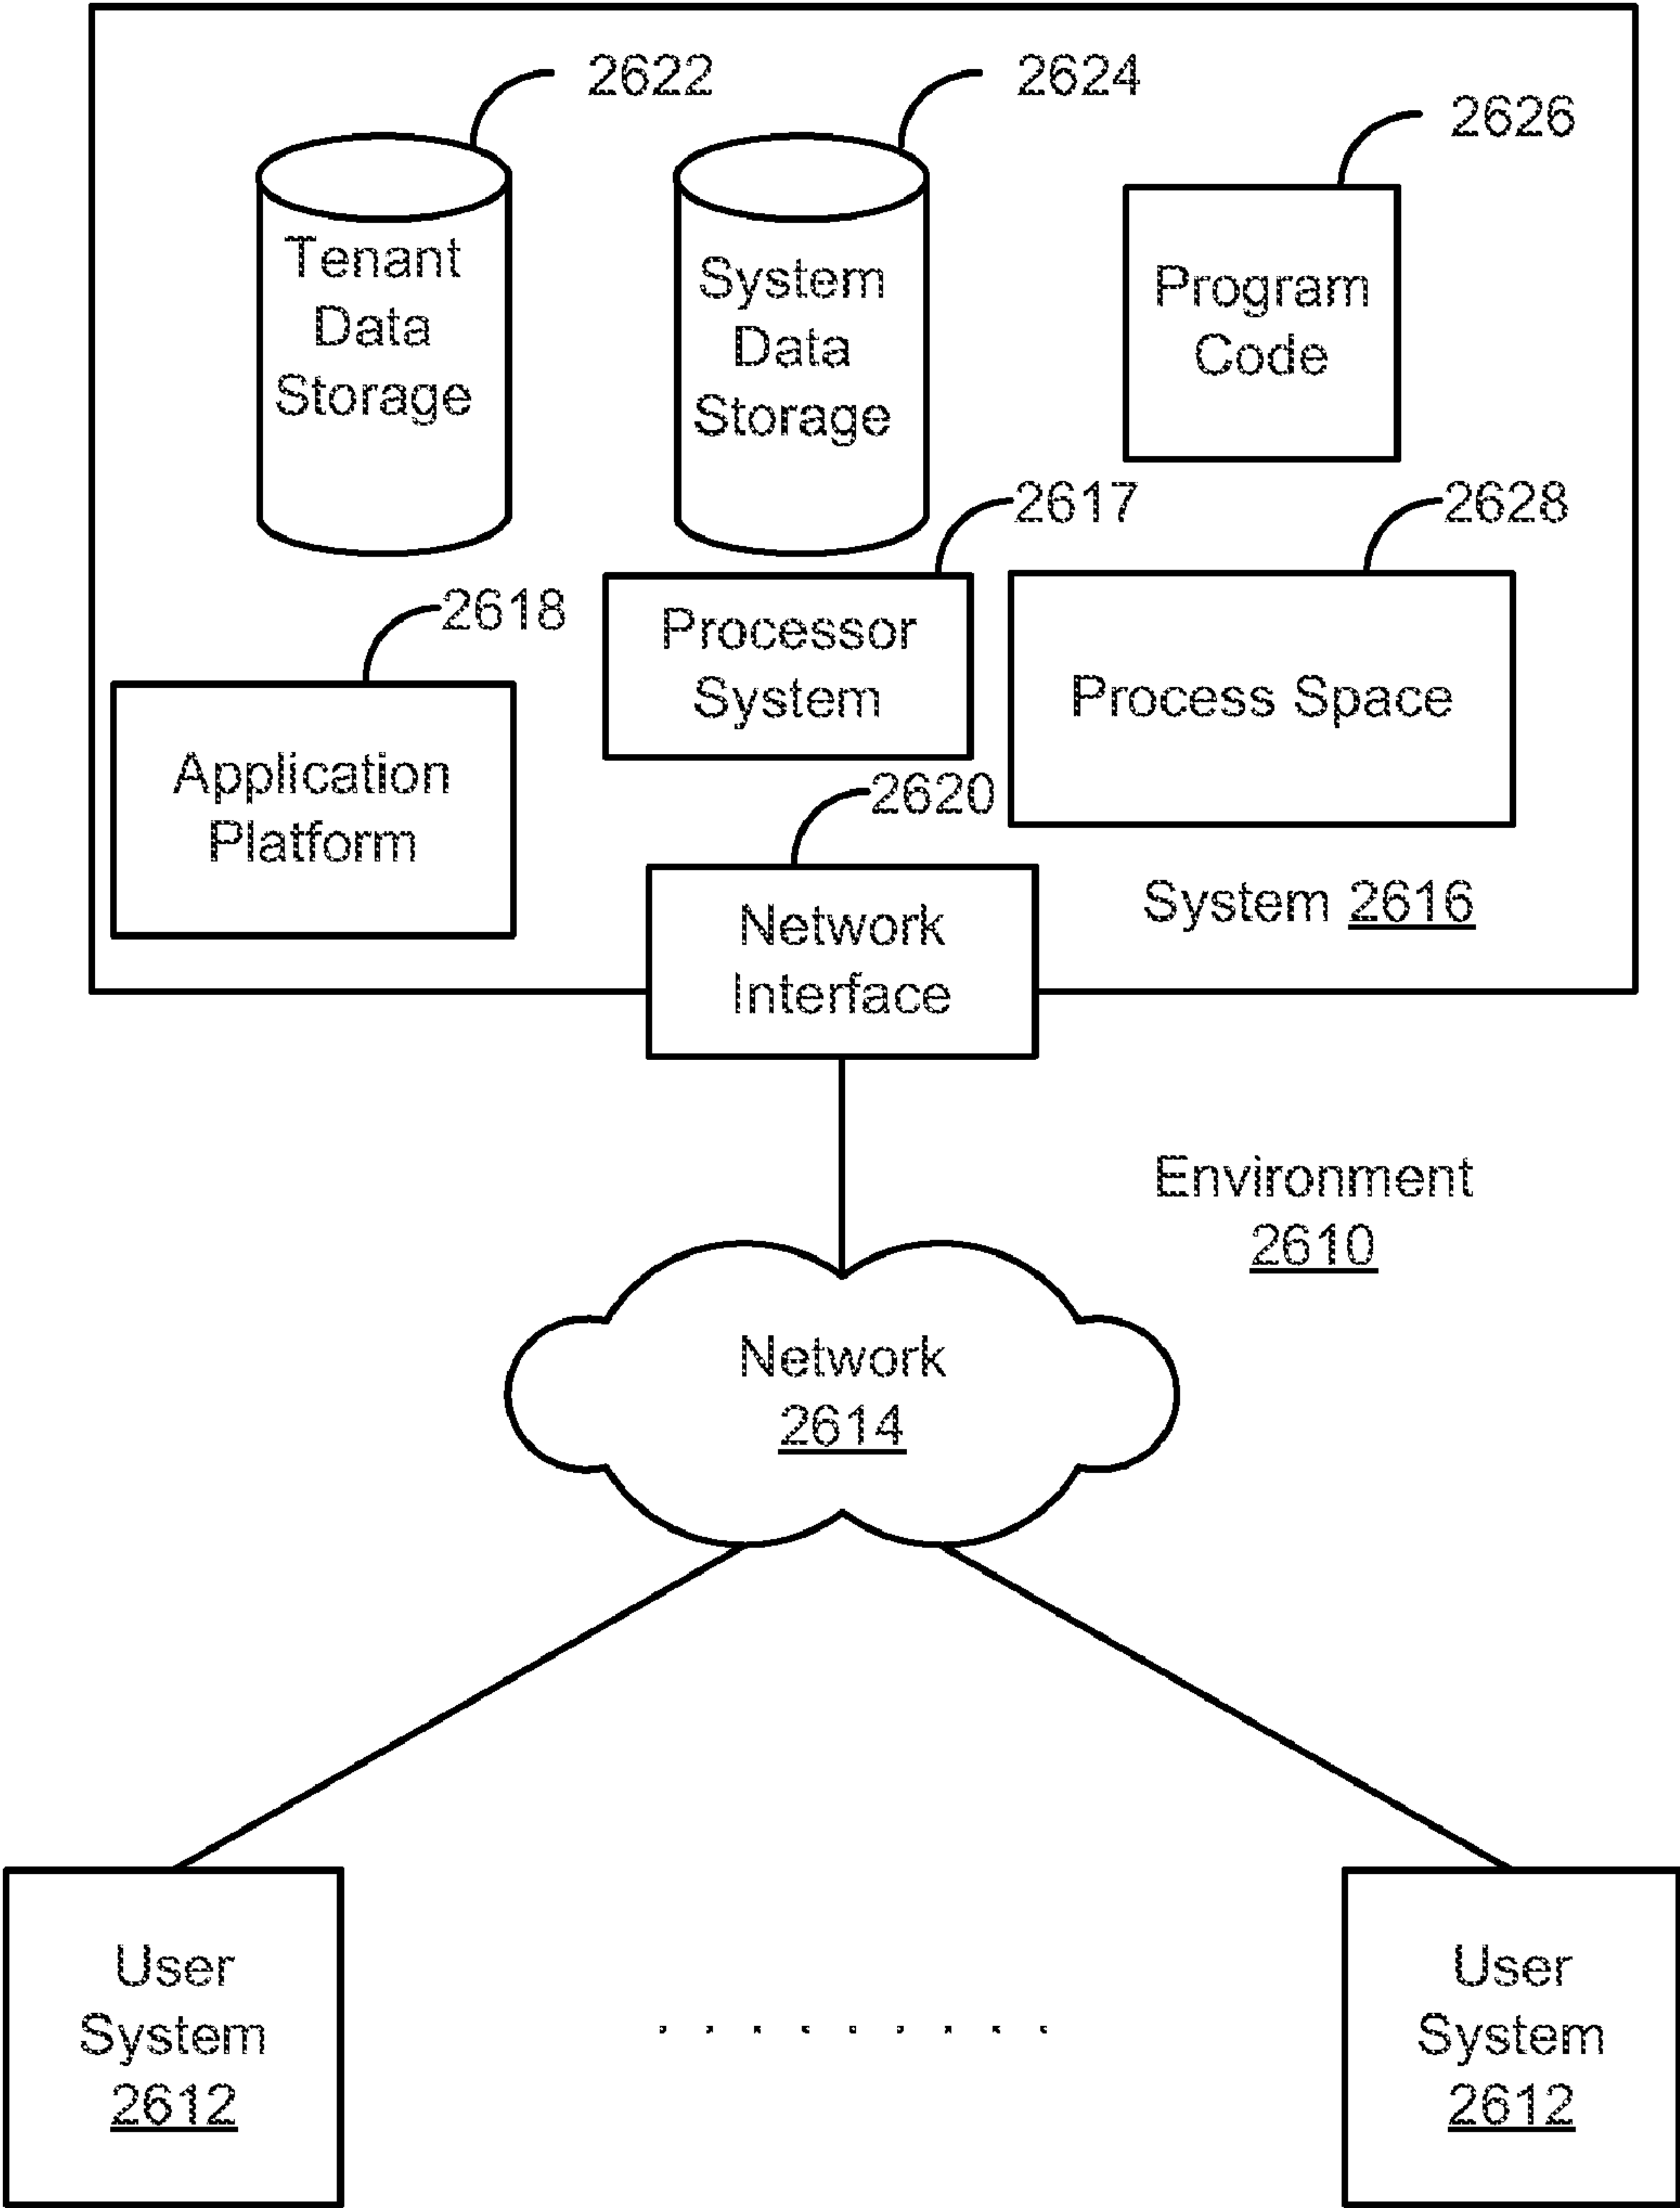 2622
2624
2626
Tenant
Data
Storage
System
Data
Storage
Program
Code
2617
2628
2618
Processor
System
Process Space
Application
Platform
2620
System 2616
Network
Interface
Environment
2610
Network
2614
User
System
2612
User
System
2612